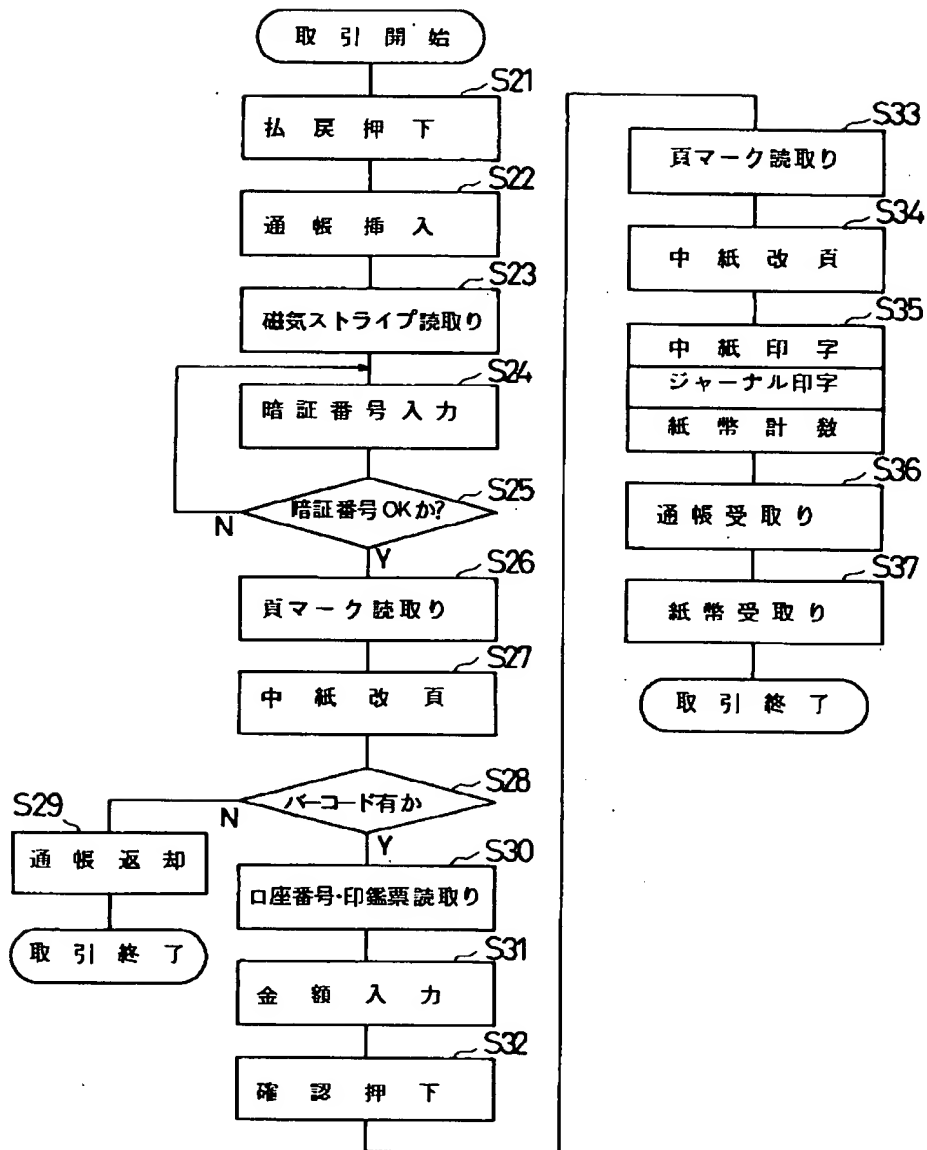 取引開始
S21
払戻押下
S22
通帳挿入
S23
磁気ストライプ読取り
S24
暗証番号入力
S25
暗証番号OKか?
N
Y
S26
頁マーク読取り
S27
中紙改頁
S28
バーコード有か
N
Y
S29
通帳返却
取引終了
S30
口座番号・印鑑票読取り
S31
金額入力
S32
確認押下
S33
頁マーク読取り
S34
中紙改頁
S35
中紙印字
ジャーナル印字
紙幣計数
S36
通帳受取り
S37
紙幣受取り
取引終了